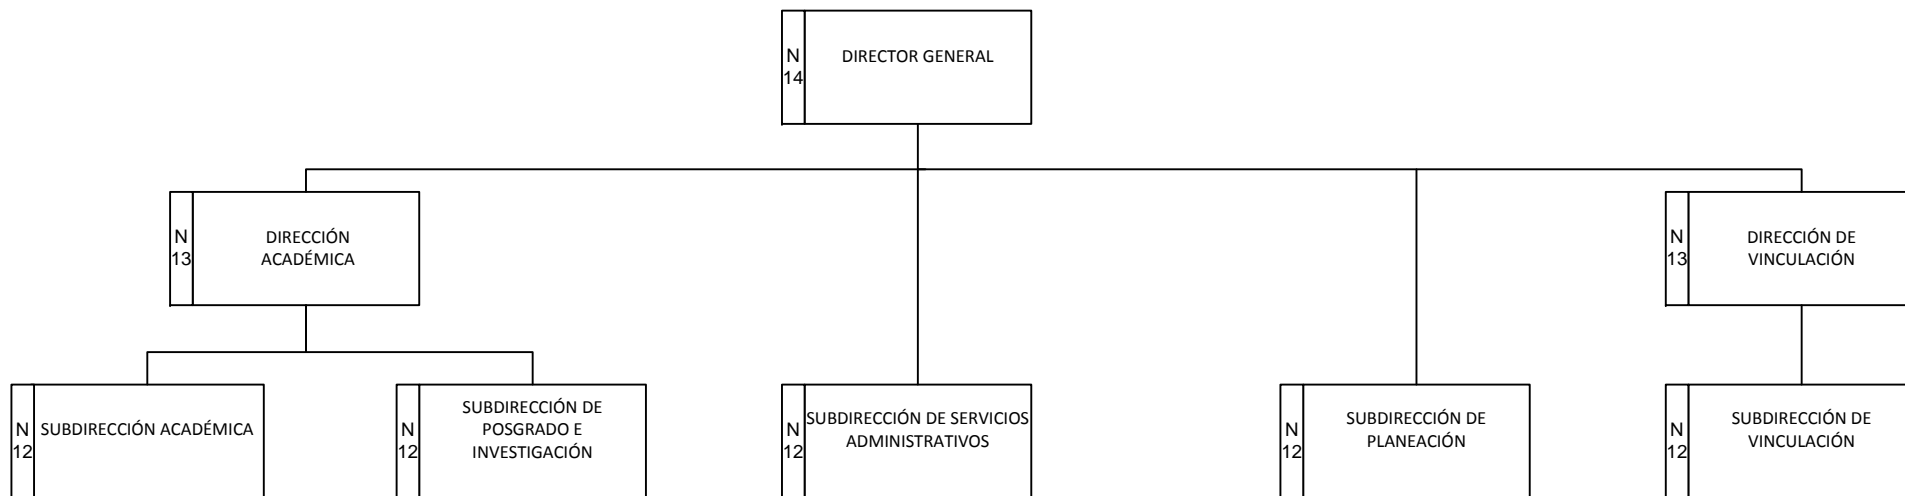 N
14
DIRECTOR GENERAL
N
13
DIRECCIÓN
ACADÉMICA
N
13
DIRECCIÓN DE
VINCULACIÓN
N
12
SUBDIRECCIÓN ACADÉMICA
N
12
SUBDIRECCIÓN DE
POSGRADO E
INVESTIGACIÓN
N
12
SUBDIRECCIÓN DE SERVICIOS
ADMINISTRATIVOS
N
12
SUBDIRECCIÓN DE
PLANEACIÓN
N
12
SUBDIRECCIÓN DE
VINCULACIÓN